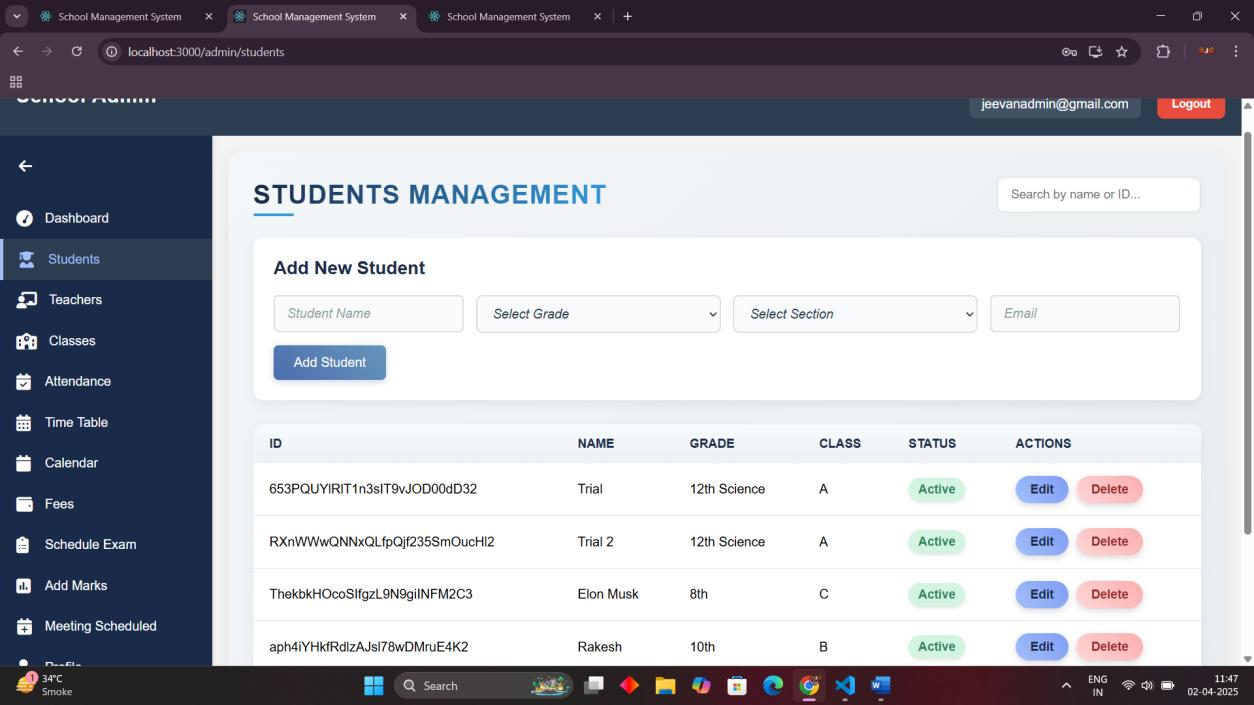 School Management System
School Management System
School Management System
localhost:3000/admin/students
School Admin
jeevanadmin@gmail.com
Logout
Dashboard
Students
Teachers
Classes
Attendance
Time Table
Calendar
Fees
Schedule Exam
Add Marks
Meeting Scheduled
Profile
STUDENTS MANAGEMENT
Search by name or ID...
Add New Student
Student Name
Select Grade
Select Section
Email
Add Student
ID NAME GRADE CLASS STATUS ACTIONS
653PQUYlRlT1n3sIT9vJOD00dD32 Trial 12th Science A Active Edit Delete
RXnWWwQNNxQLfpQjf235SmOucHl2 Trial 2 12th Science A Active Edit Delete
ThekbkHOcoSlfgzL9N9giINFM2C3 Elon Musk 8th C Active Edit Delete
aph4iYHkfRdlzAJsl78wDMruE4K2 Rakesh 10th B Active Edit Delete
1
34°C
Smoke
Search
ENG
IN
11:47
02-04-2025